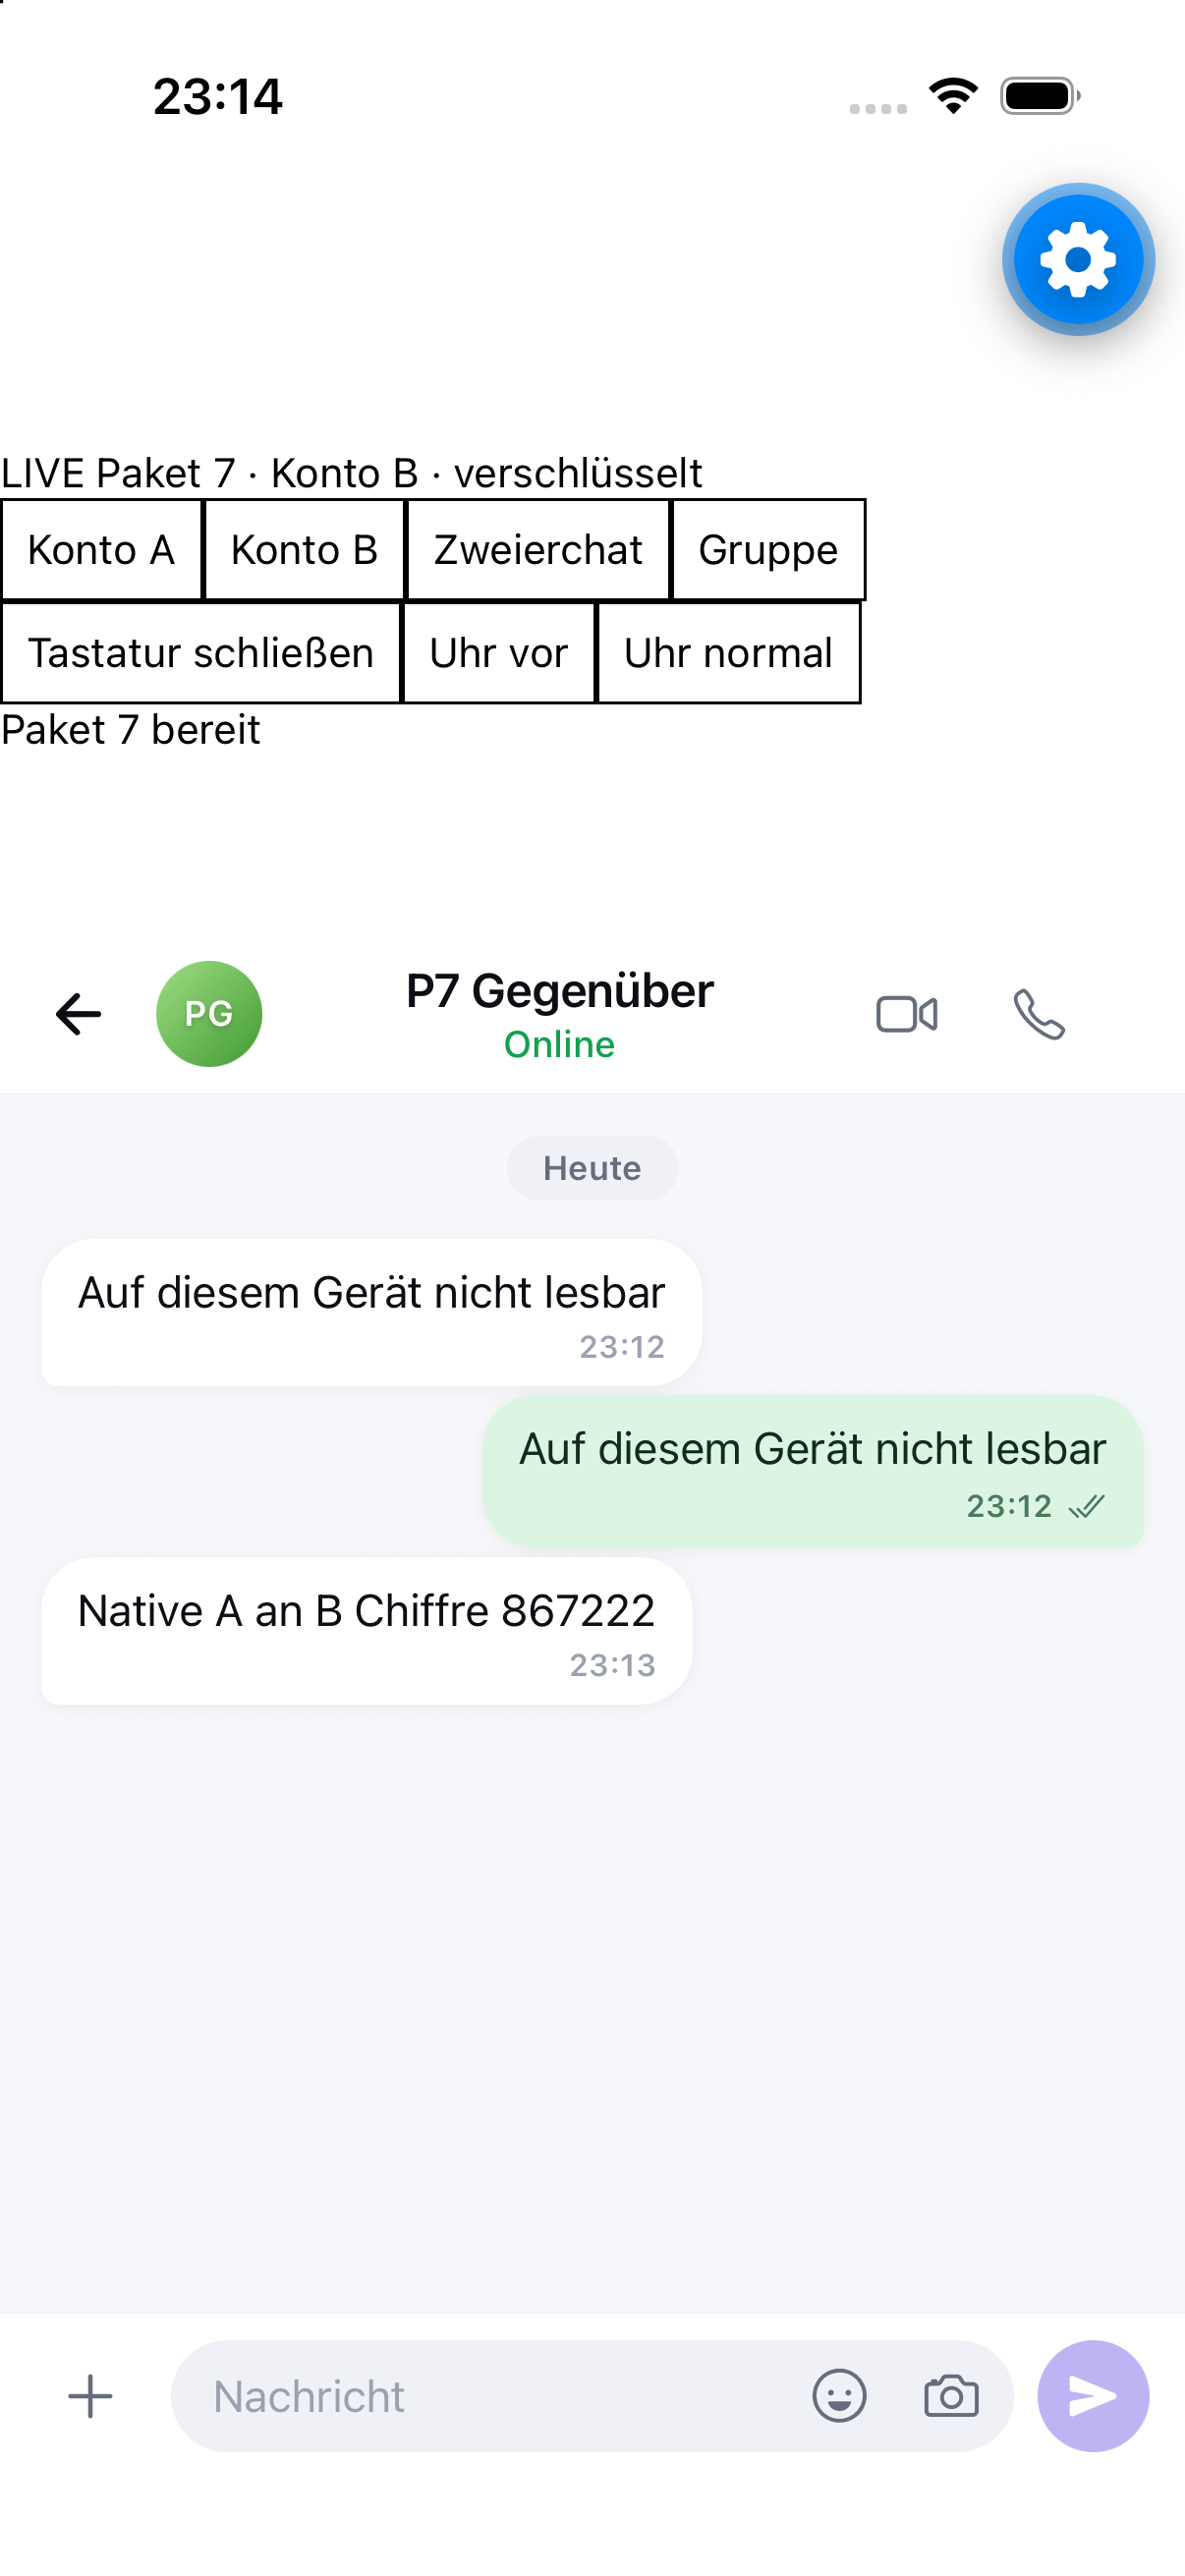 23:14
LIVE Paket 7 · Konto B · verschlüsselt
Konto A Konto B Zweierchat Gruppe
Tastatur schließen Uhr vor Uhr normal
Paket 7 bereit
PG
P7 Gegenüber
Online
Heute
Auf diesem Gerät nicht lesbar
23:12
Auf diesem Gerät nicht lesbar
23:12
Native A an B Chiffre 867222
23:13
Nachricht